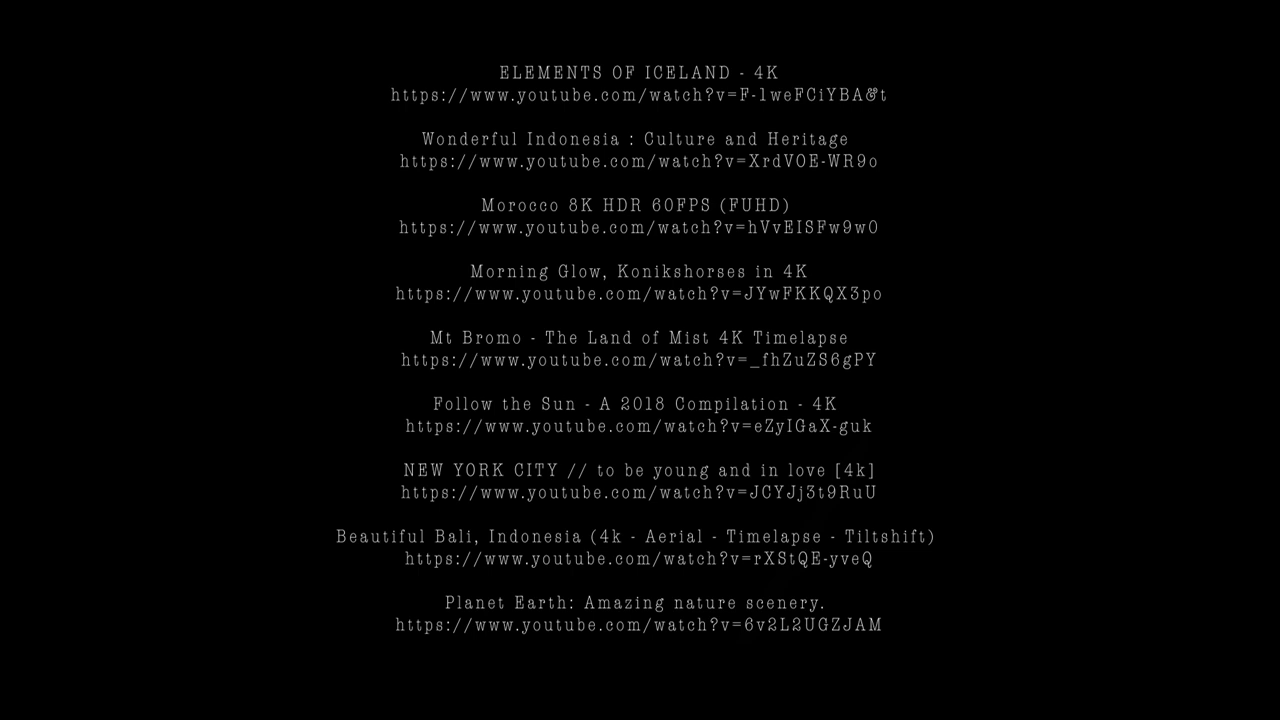 ELEMENTS OF ICELAND - 4K
https://www.youtube.com/watch?v=F-1weFCiYBA&t
Wonderful Indonesia : Culture and Heritage
https://www.youtube.com/watch?v=XrdVOE-WR9o
Morocco 8K HDR 60FPS (FUHD)
https://www.youtube.com/watch?v=hVvEISFw9w0
Morning Glow, Konikshorses in 4K
https://www.youtube.com/watch?v=JYwFKKQX3po
Mt Bromo - The Land of Mist 4K Timelapse
https://www.youtube.com/watch?v=_fhZuZS6gPY
Follow the Sun - A 2018 Compilation - 4K
https://www.youtube.com/watch?v=eZyIGaX-guk
NEW YORK CITY // to be young and in love [4k]
https://www.youtube.com/watch?v=JCYJj3t9RuU
Beautiful Bali, Indonesia (4k - Aerial - Timelapse - Tiltshift)
https://www.youtube.com/watch?v=rXStQE-yveQ
Planet Earth: Amazing nature scenery.
https://www.youtube.com/watch?v=6v2L2UGZJAM